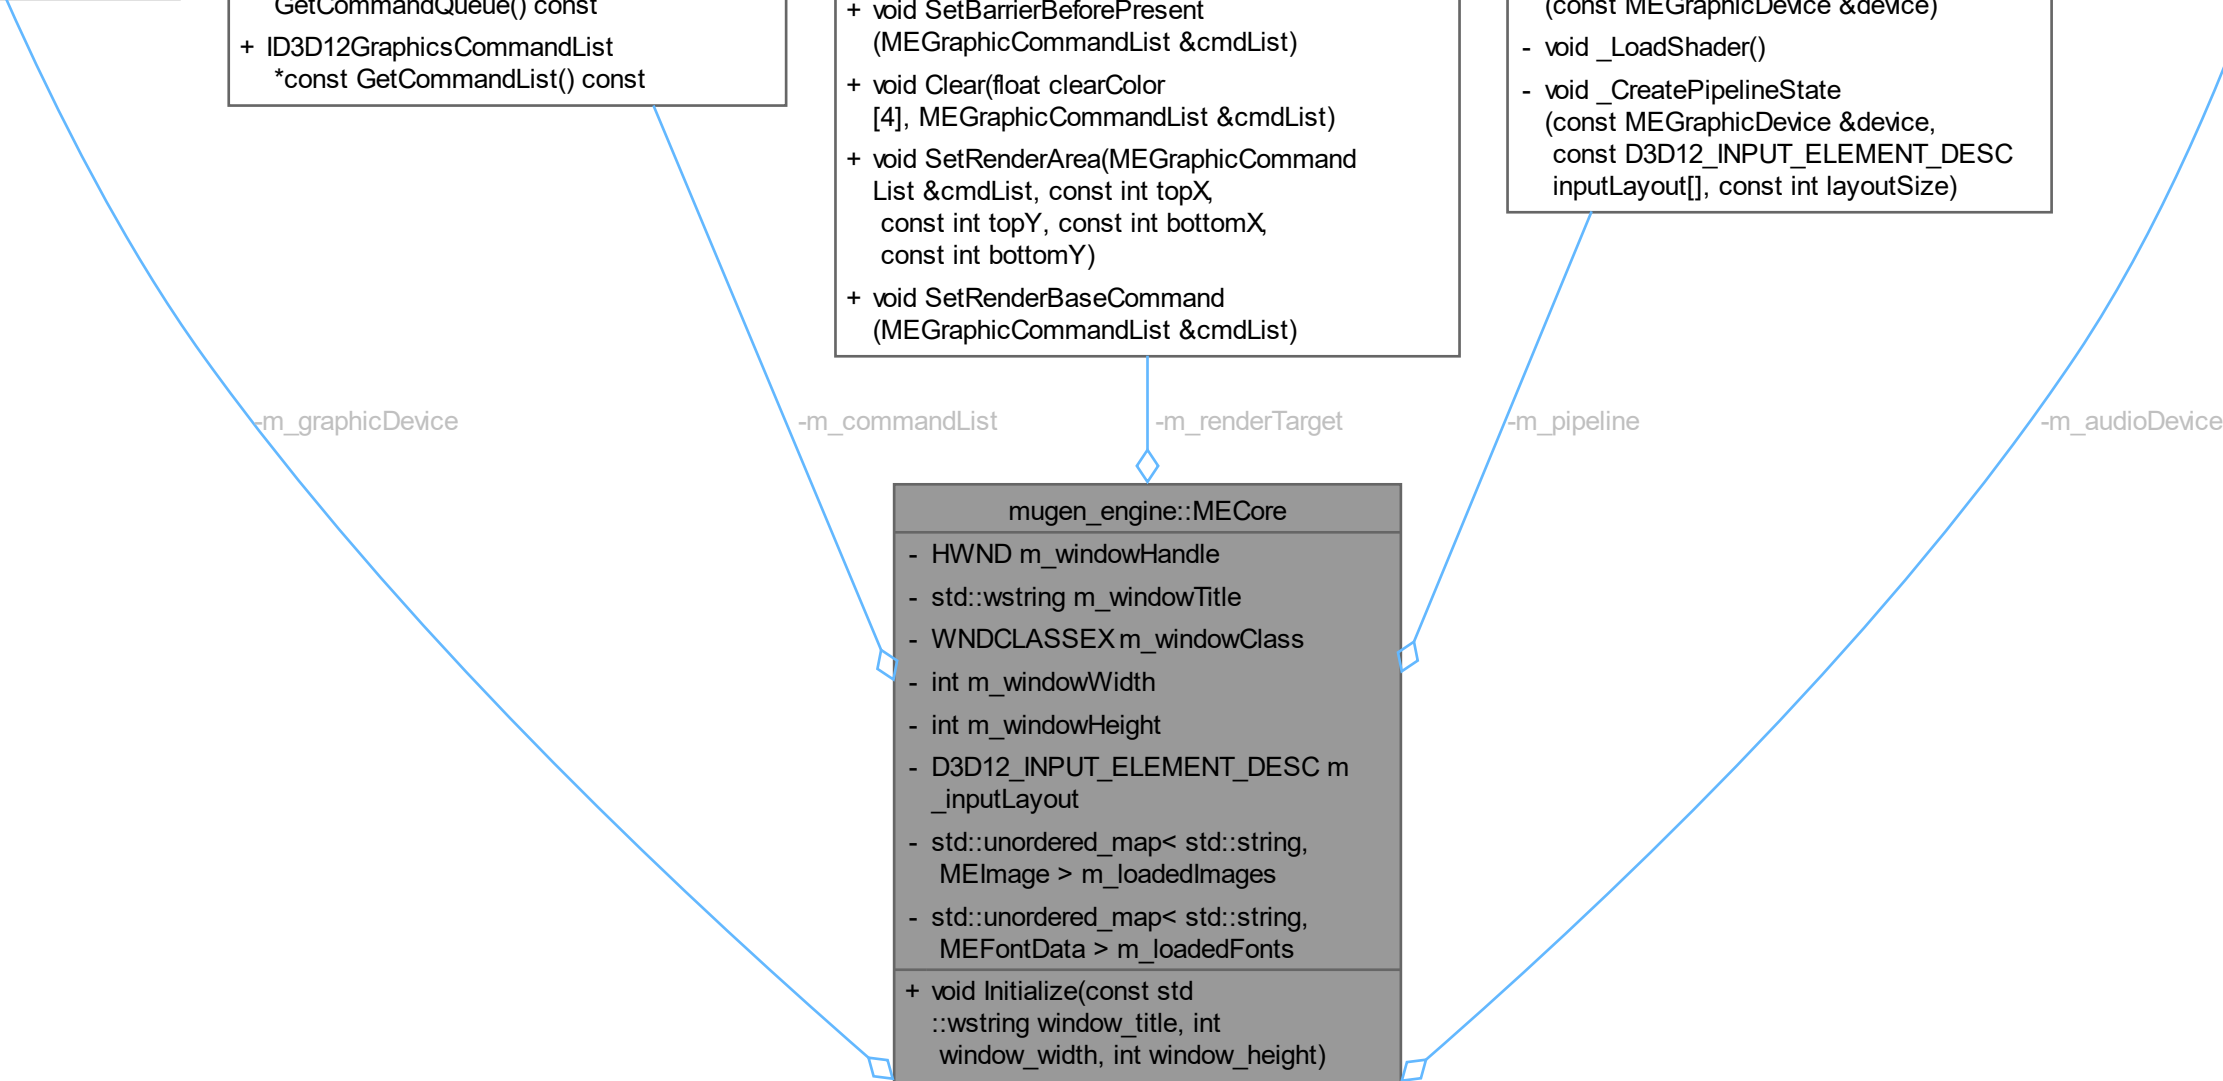 GetCommandQueue() const
+ ID3D12GraphicsCommandList
*const GetCommandList() const
+ void SetBarrierBeforePresent
(MEGraphicCommandList &cmdList)
+ void Clear(float clearColor
[4], MEGraphicCommandList &cmdList)
+ void SetRenderArea(MEGraphicCommand
List &cmdList, const int topX,
const int topY, const int bottomX,
const int bottomY)
+ void SetRenderBaseCommand
(MEGraphicCommandList &cmdList)
(const MEGraphicDevice &device)
- void _LoadShader()
- void _CreatePipelineState
(const MEGraphicDevice &device,
const D3D12_INPUT_ELEMENT_DESC
inputLayout[], const int layoutSize)
-m_graphicDevice
-m_commandList
-m_renderTarget
-m_pipeline
-m_audioDevice
mugen_engine::MECore
- HWND m_windowHandle
- std::wstring m_windowTitle
- WNDCLASSEX m_windowClass
- int m_windowWidth
- int m_windowHeight
- D3D12_INPUT_ELEMENT_DESC m
_inputLayout
- std::unordered_map< std::string,
MEImage > m_loadedImages
- std::unordered_map< std::string,
MEFontData > m_loadedFonts
+ void Initialize(const std
::wstring window_title, int
window_width, int window_height)